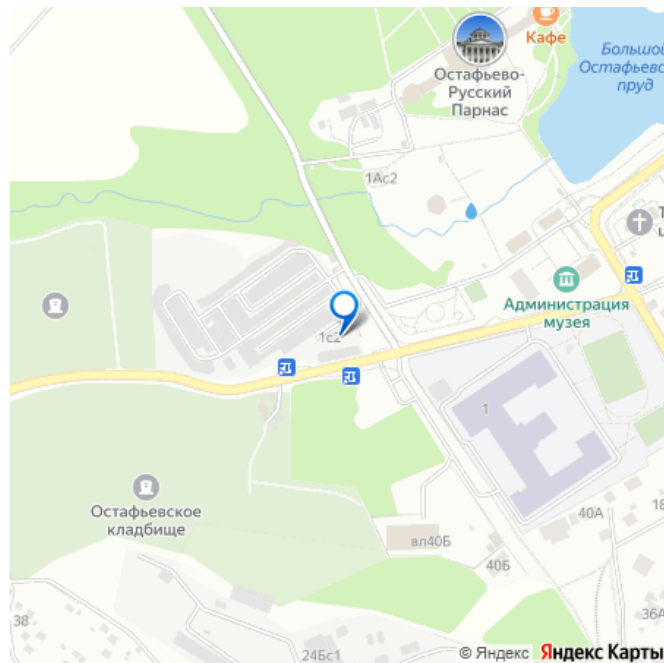 Кафе
Большой
Остафьевс
пруд
Остафьево-
Русский
Парнас
1Ас2
Т
ц
Администрация
музея
1с2
1
Остафьевское
кладбище
40А
18
вл40Б
40Б
36А
38
24Бс1
© Яндекс Яндекс Карты